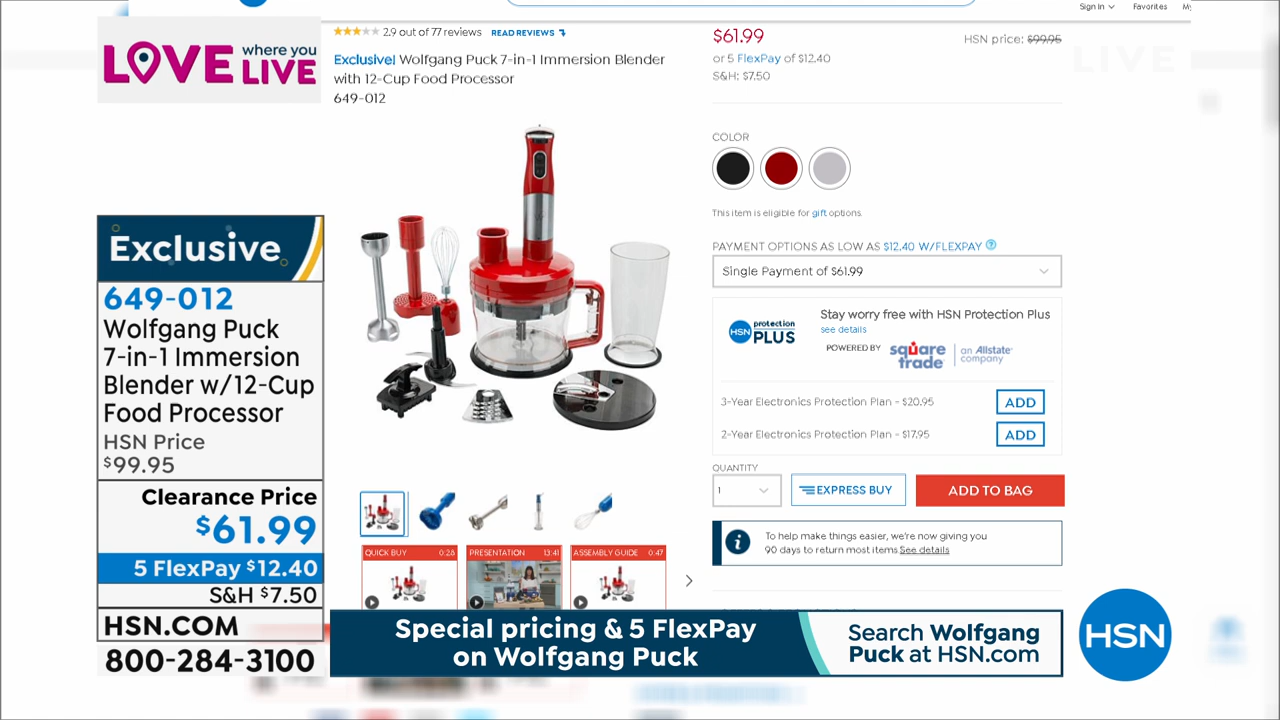 Sign In
Favorites
My
LOVE where you LIVE
2.9 out of 77 reviews READ REVIEWS
Exclusive! Wolfgang Puck 7-in-1 Immersion Blender
with 12-Cup Food Processor
649-012
$61.99
HSN price: $99.95
or 5 FlexPay of $12.40
S&H: $7.50
LIVE
COLOR
This item is eligible for gift options.
PAYMENT OPTIONS AS LOW AS $12.40 W/FLEXPAY ?
Single Payment of $61.99
HSN protection PLUS
Stay worry free with HSN Protection Plus
see details
POWERED BY square trade an Allstate company
3-Year Electronics Protection Plan - $20.95 ADD
2-Year Electronics Protection Plan - $17.95 ADD
QUANTITY
1
EXPRESS BUY
ADD TO BAG
i
To help make things easier, we're now giving you
90 days to return most items. See details
QUICK BUY 0:28
PRESENTATION 13:41
ASSEMBLY GUIDE 0:47
Exclusive
649-012
Wolfgang Puck
7-in-1 Immersion
Blender w/12-Cup
Food Processor
HSN Price
$99.95
Clearance Price
$61.99
5 FlexPay $12.40
S&H $7.50
HSN.COM
800-284-3100
Special pricing & 5 FlexPay
on Wolfgang Puck
Search Wolfgang
Puck at HSN.com
HSN